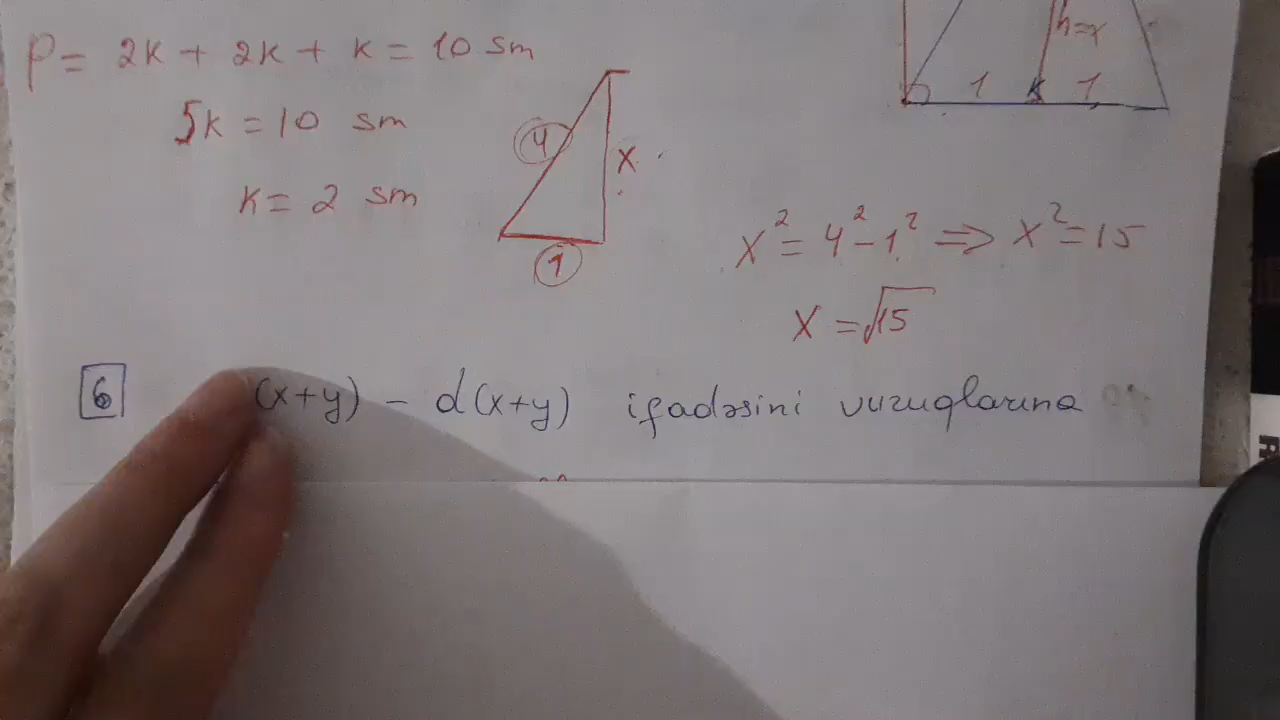 P = 2k + 2k + k = 10 sm
5k = 10 sm
k = 2 sm
4
x
1
h=x
1 K 1
x² = 4² - 1² ⇒ x² = 15
x = √15
6 (x+y) - d(x+y) ifadəsini vuruqlarına